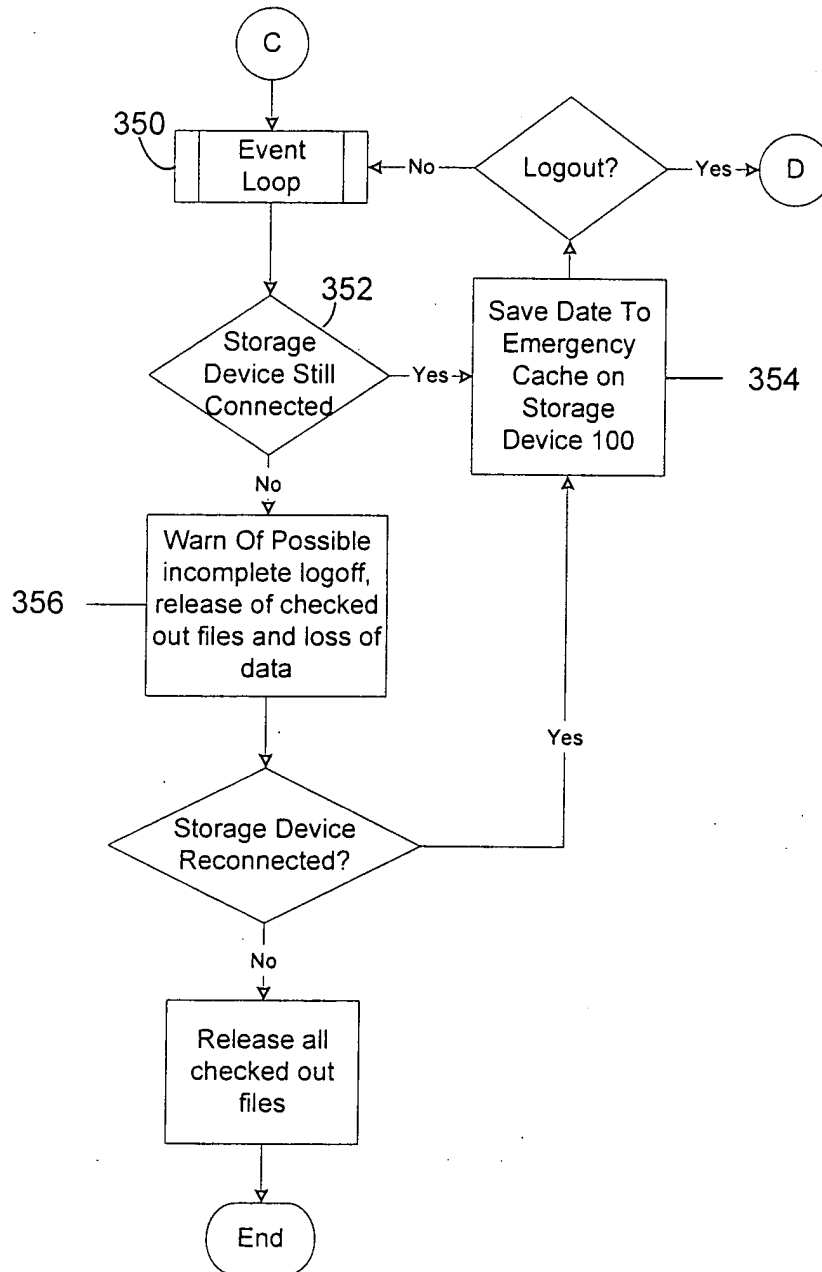 C
350
Event
Loop
No
Logout?
Yes
D
352
Storage
Device Still
Connected
Yes
Save Date To
Emergency
Cache on
Storage
Device 100
354
No
Warn Of Possible
incomplete logoff,
release of checked
out files and loss of
data
356
Yes
Storage Device
Reconnected?
No
Release all
checked out
files
End